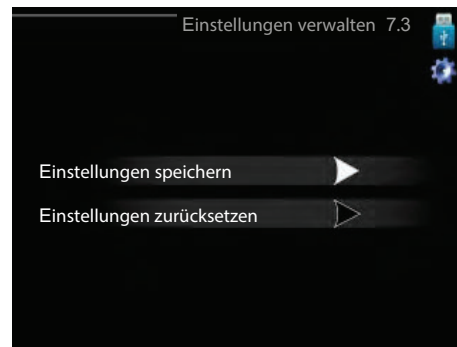 Einstellungen verwalten 7.3
Einstellungen speichern
Einstellungen zurücksetzen